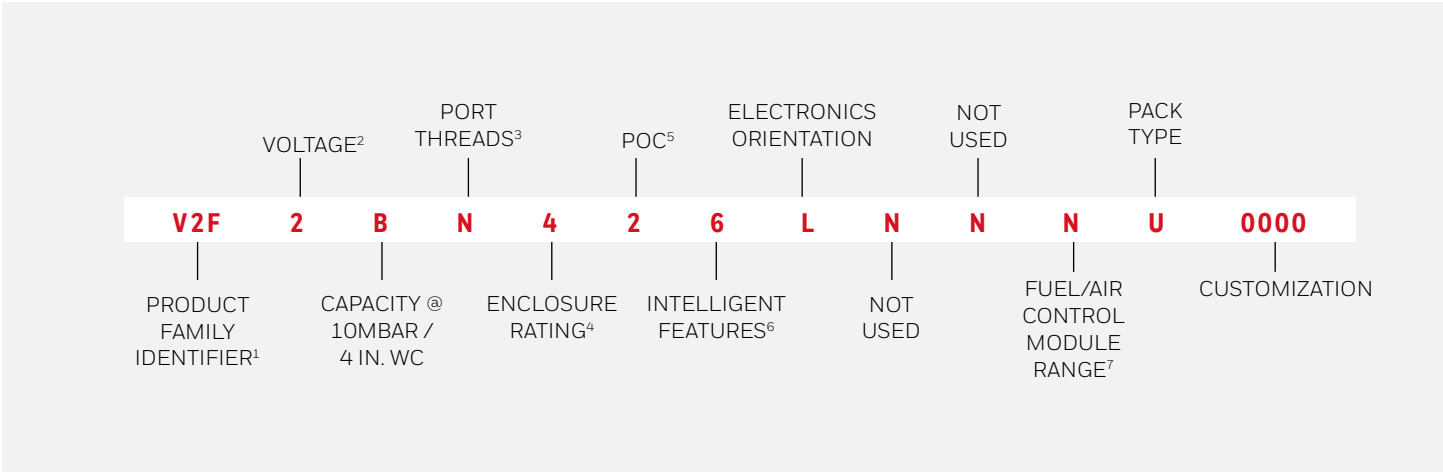 PORT
THREADS³
ELECTRONICS
ORIENTATION
NOT
USED
PACK
TYPE
VOLTAGE²
POC⁵
V2F 2 B N 4 2 6 L N N N U 0000
PRODUCT
FAMILY
IDENTIFIER¹
CAPACITY @
10MBAR /
4 IN. WC
ENCLOSURE
RATING⁴
INTELLIGENT
FEATURES⁶
NOT
USED
FUEL/AIR
CONTROL
MODULE
RANGE⁷
CUSTOMIZATION